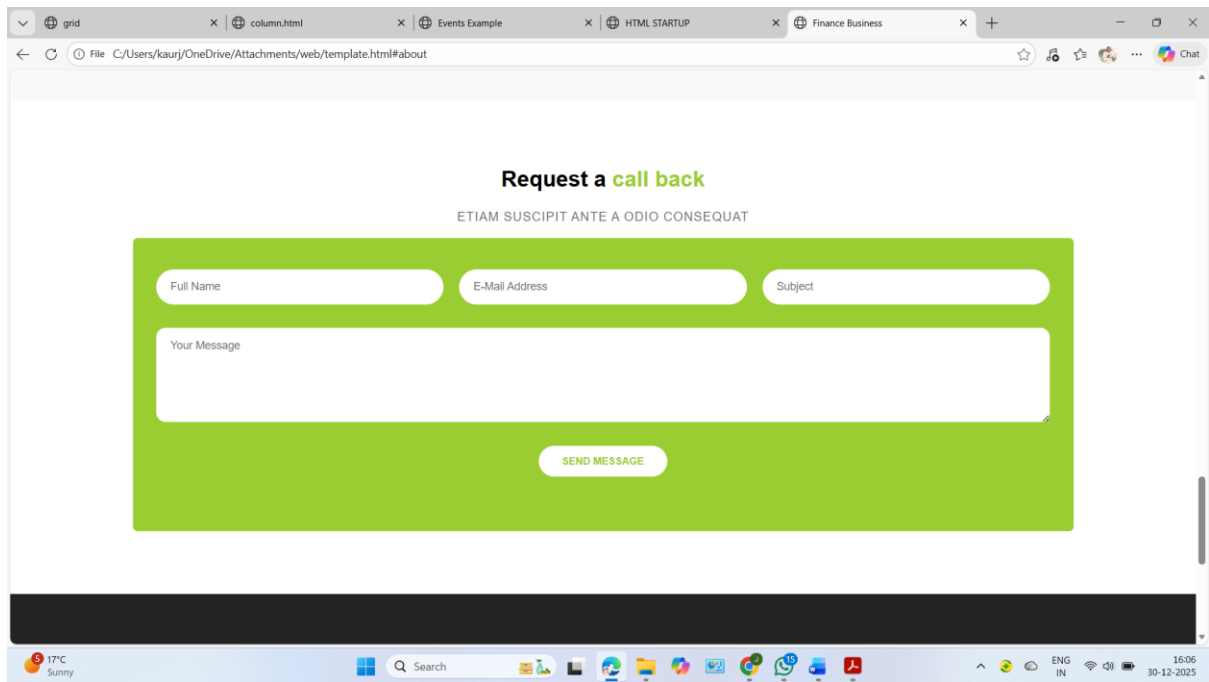 grid
column.html
Events Example
HTML STARTUP
Finance Business
File C:/Users/kaurj/OneDrive/Attachments/web/template.html#about
Chat
Request a call back
ETIAM SUSCIPIT ANTE A ODIO CONSEQUAT
Full Name
E-Mail Address
Subject
Your Message
SEND MESSAGE
5
17°C
Sunny
Search
15
ENG
IN
16:06
30-12-2025